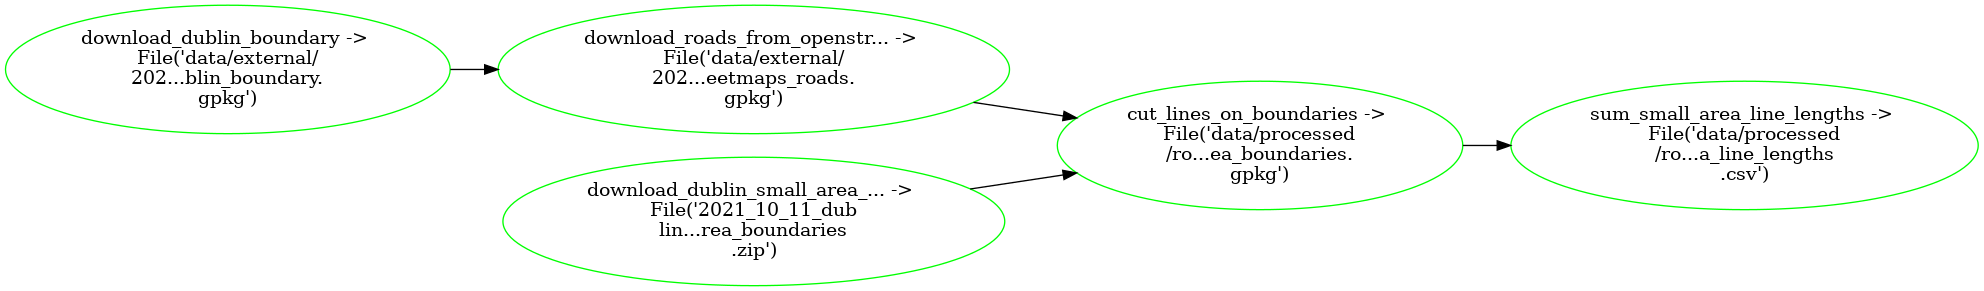 download_dublin_boundary ->
File('data/external/
202...blin_boundary.
gpkg')
download_roads_from_openstr... ->
File('data/external/
202...eetmaps_roads.
gpkg')
download_dublin_small_area_... ->
File('2021_10_11_dub
lin...rea_boundaries
.zip')
cut_lines_on_boundaries ->
File('data/processed
/ro...ea_boundaries.
gpkg')
sum_small_area_line_lengths ->
File('data/processed
/ro...a_line_lengths
.csv')